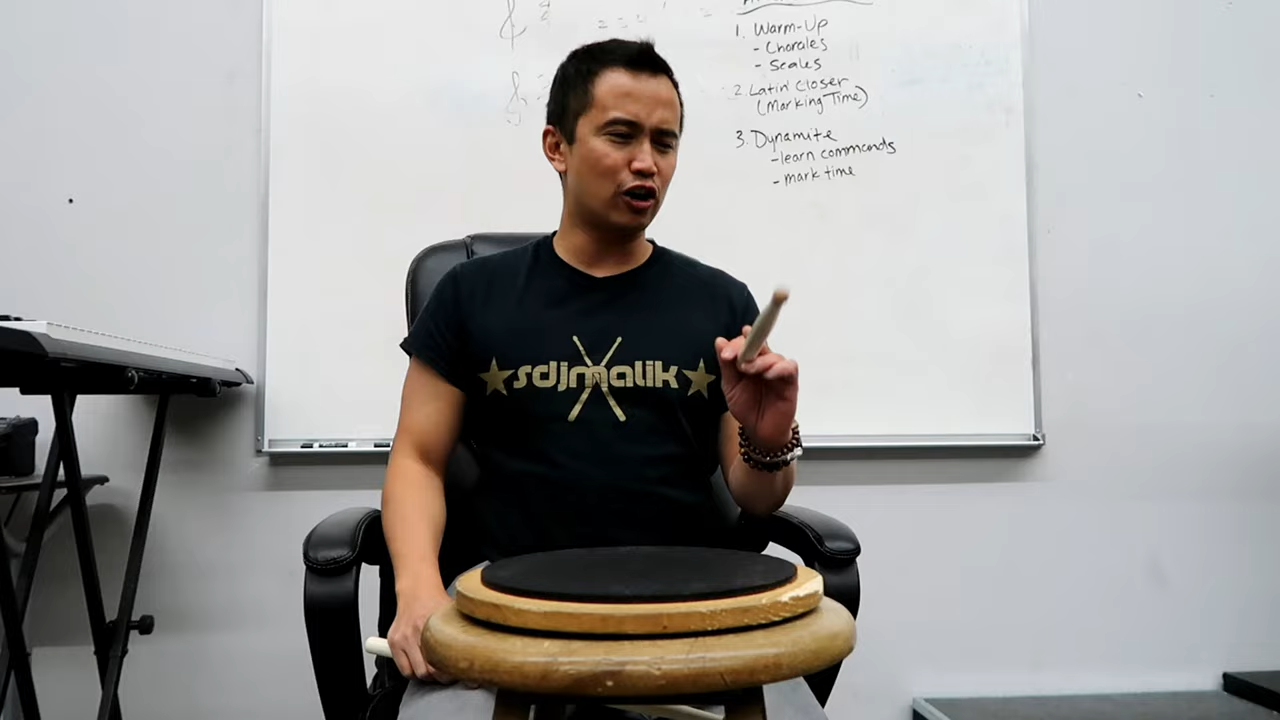 1. Warm-Up
- Chorales
- Scales
2. Latin Closer
(Marking Time)
3. Dynamite
- learn commands
- mark time
sdjmalik